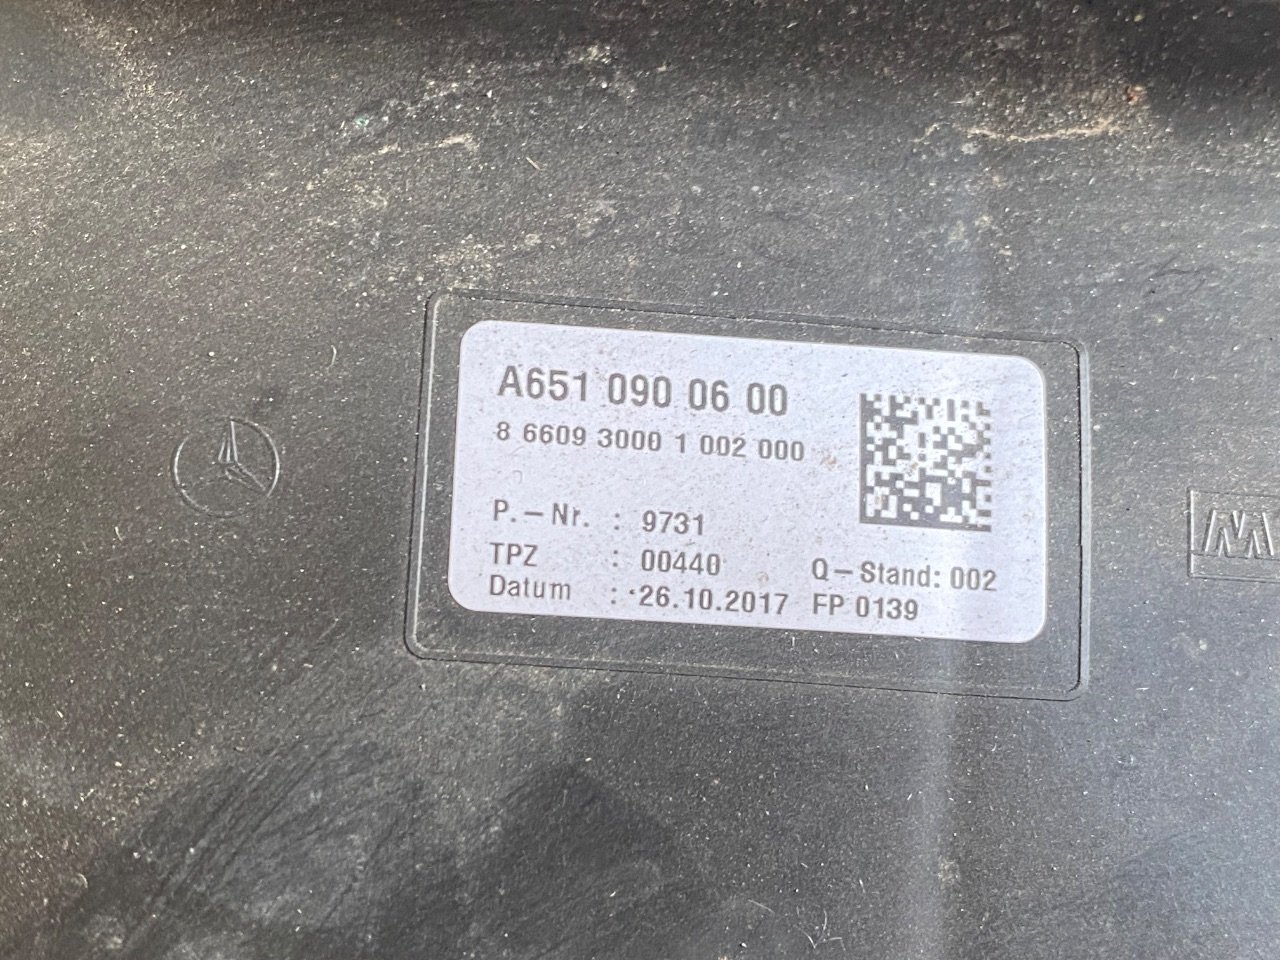 A651 090 06 00
8 6609 3000 1 002 000
P.-Nr. : 9731
TPZ : 00440
Q-Stand: 002
Datum : 26.10.2017 FP 0139